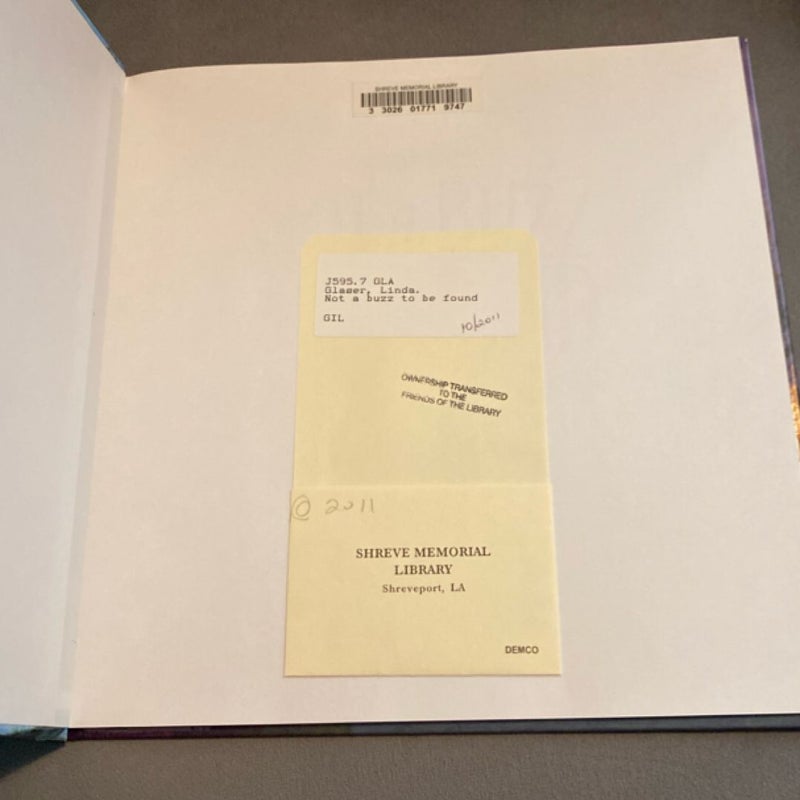 SHREVE MEMORIAL LIBRARY
3 3026 01771 9747
J595.7 GLA
Glaser, Linda.
Not a buzz to be found
GIL
10/2011
OWNERSHIP TRANSFERRED
TO THE
FRIENDS OF THE LIBRARY
© 2011
SHREVE MEMORIAL
LIBRARY
Shreveport, LA
DEMCO